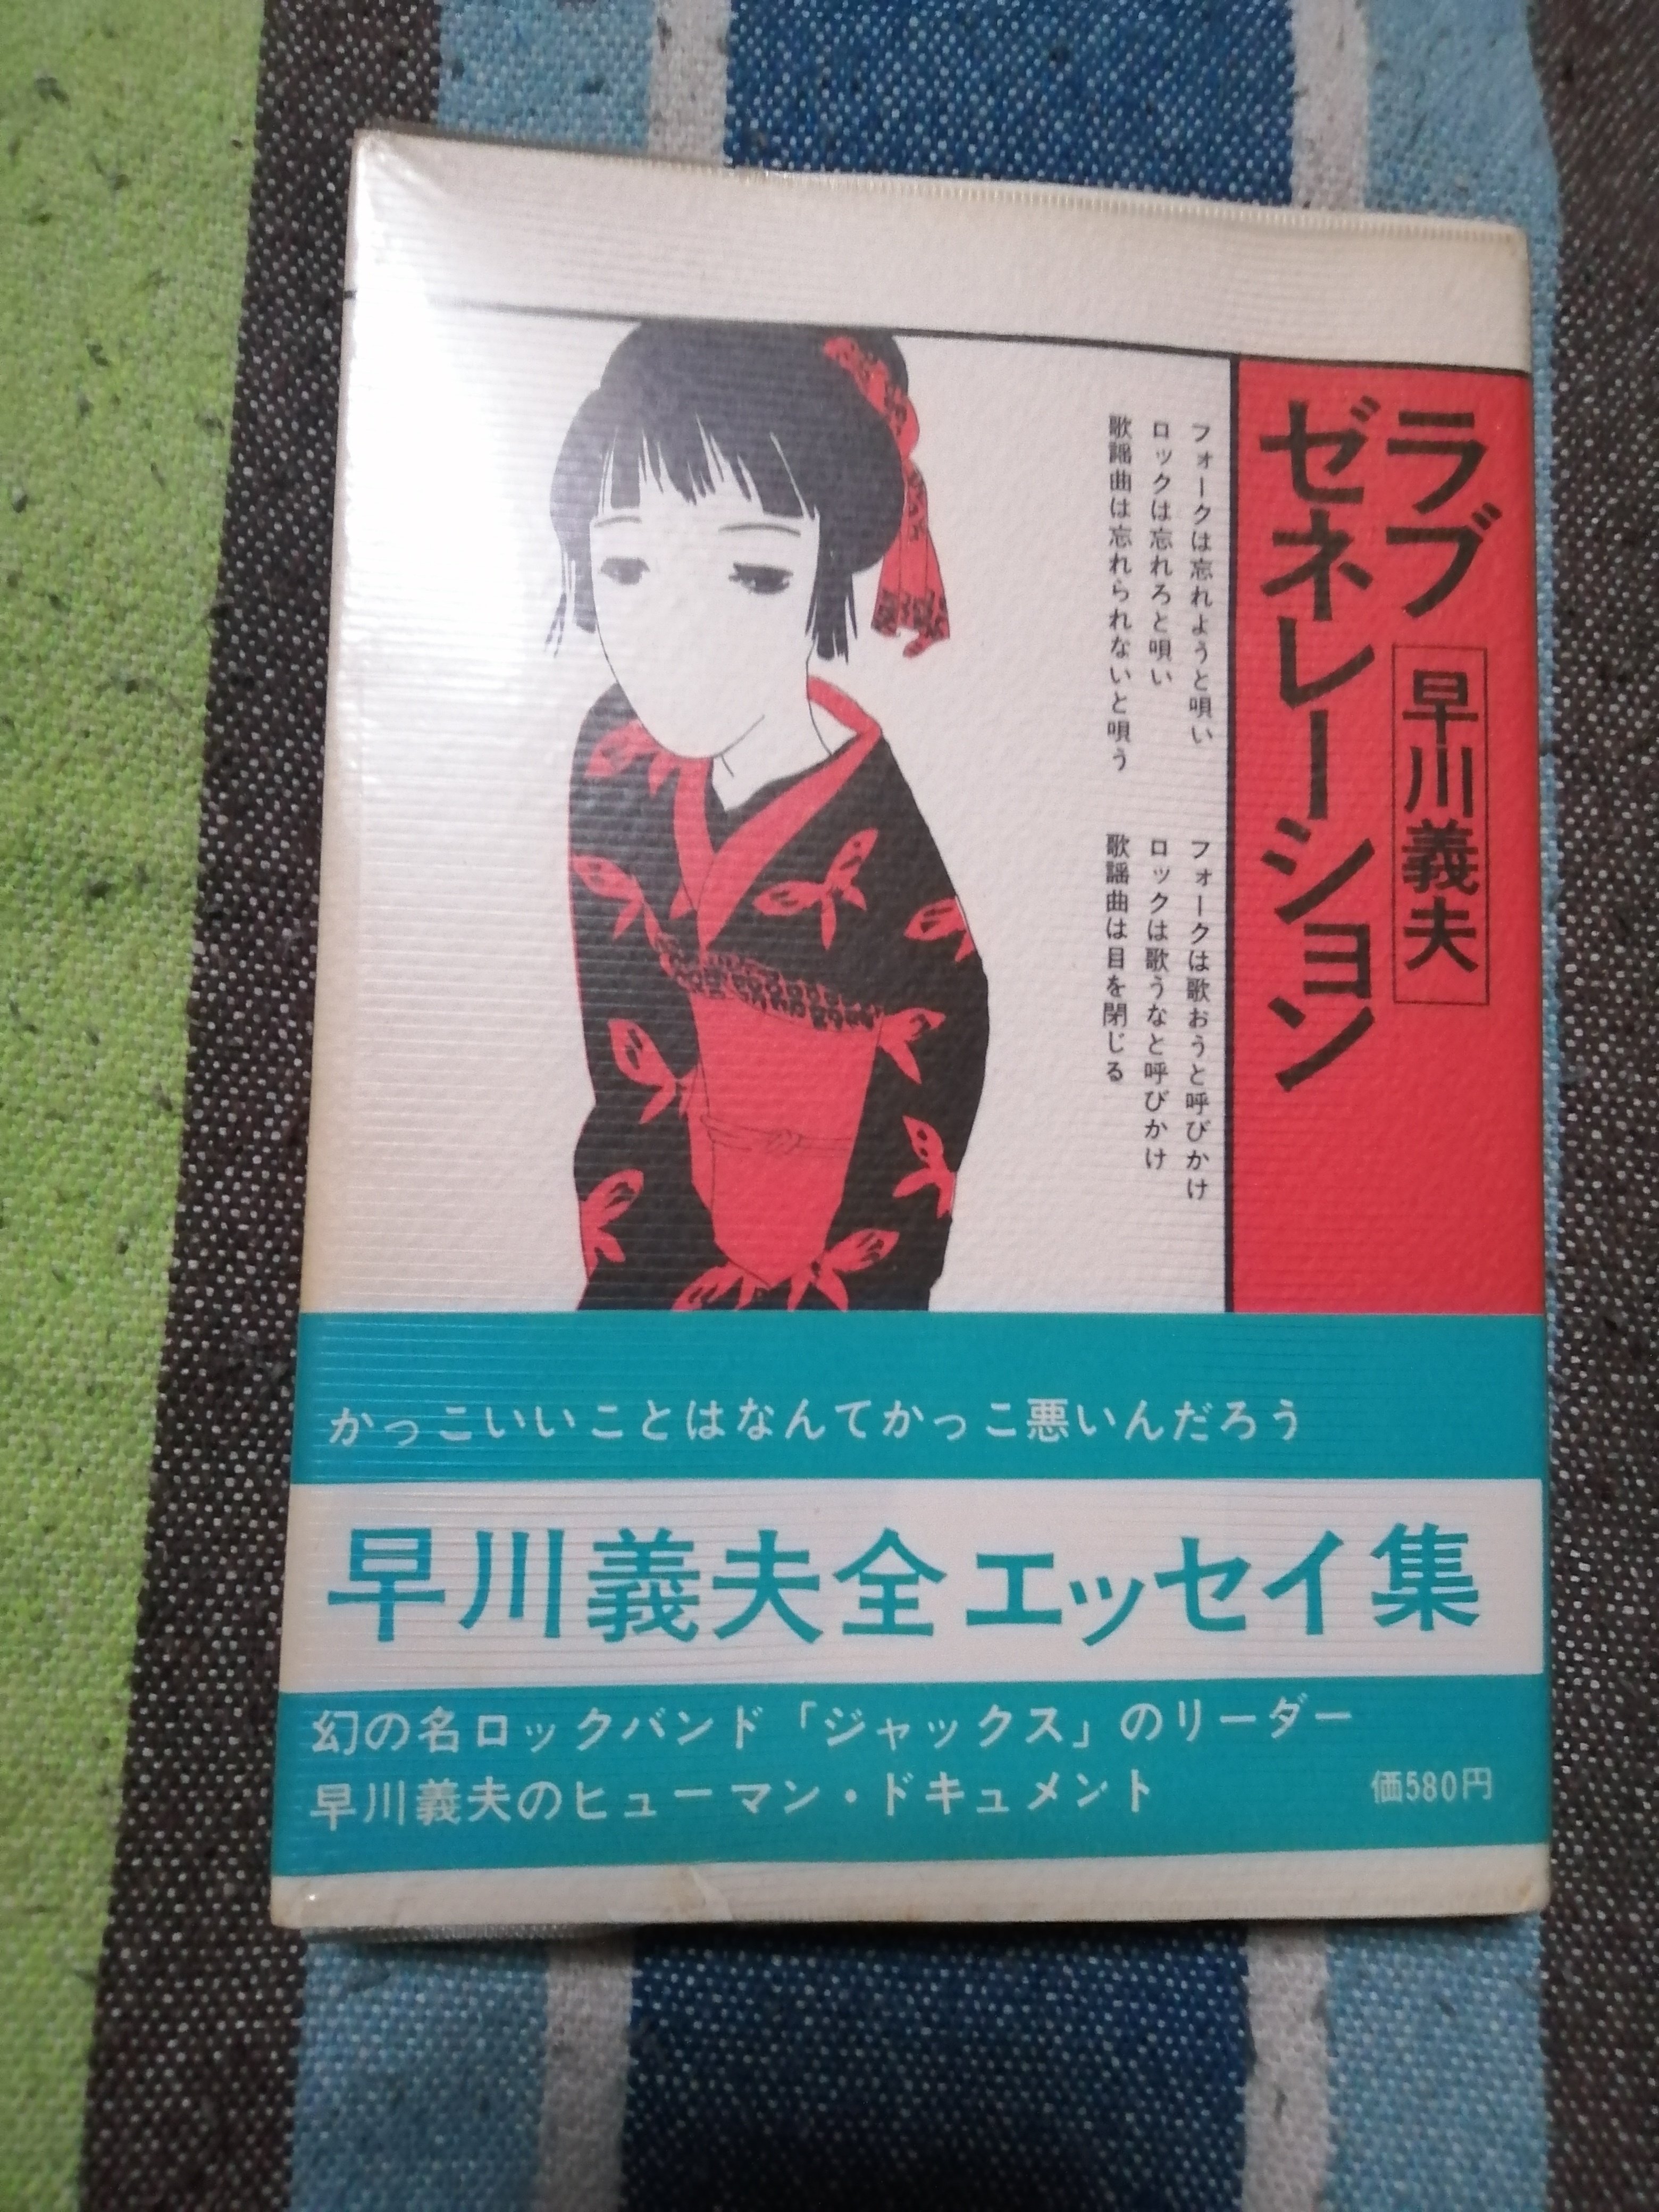 ラブ
ゼネレーション
早川義夫
フォークは忘れようと唄い
ロックは忘れろと唄い
歌謡曲は忘れられないと唄う
フォークは歌おうと呼びかけ
ロックは歌うなと呼びかけ
歌謡曲は目を閉じる
かっこいいことはなんてかっこ悪いんだろう
早川義夫全エッセイ集
幻の名ロックバンド「ジャックス」のリーダー
早川義夫のヒューマン・ドキュメント
価580円